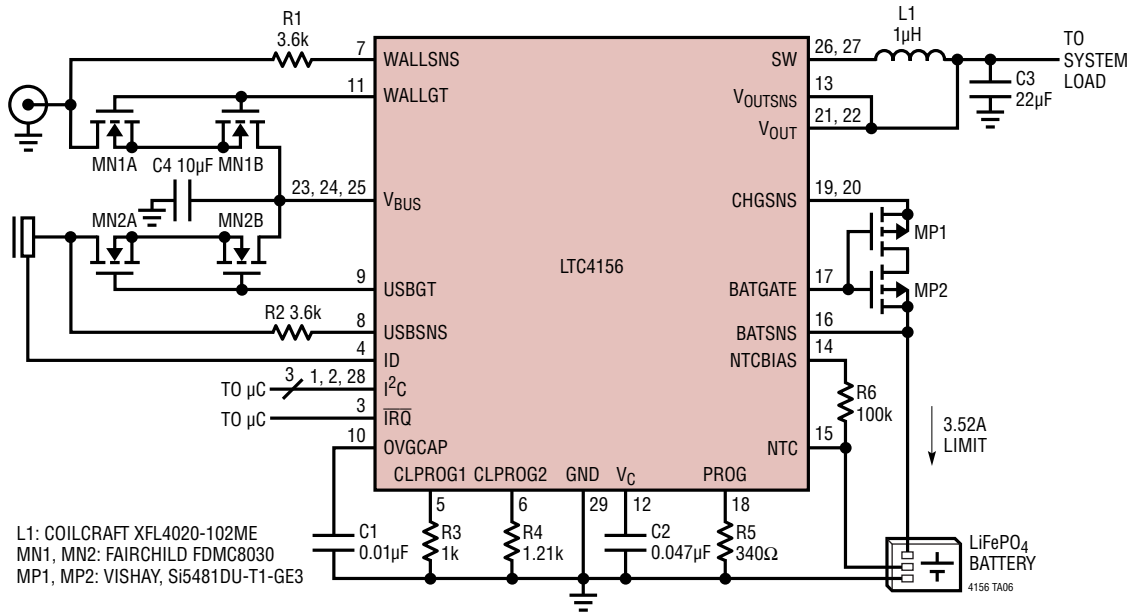 R1
3.6k
7
WALLSNS
11
WALLGT
MN1A
MN1B
C4 10µF
23, 24, 25
VBUS
MN2A
MN2B
9
USBGT
R2 3.6k
8
USBSNS
4
ID
TO µC
3
1, 2, 28
I2C
TO µC
3
IRQ
10
OVGCAP
LTC4156
SW
26, 27
L1
1µH
TO
SYSTEM
LOAD
C3
22µF
VOUTSNS
13
VOUT
21, 22
CHGSNS
19, 20
MP1
BATGATE
17
MP2
BATSNS
16
NTCBIAS
14
R6
100k
3.52A
LIMIT
NTC
15
CLPROG1
CLPROG2
GND
VC
PROG
5
6
29
12
18
C1
0.01µF
R3
1k
R4
1.21k
C2
0.047µF
R5
340Ω
LiFePO4
BATTERY
4156 TA06
L1: COILCRAFT XFL4020-102ME
MN1, MN2: FAIRCHILD FDMC8030
MP1, MP2: VISHAY, Si5481DU-T1-GE3